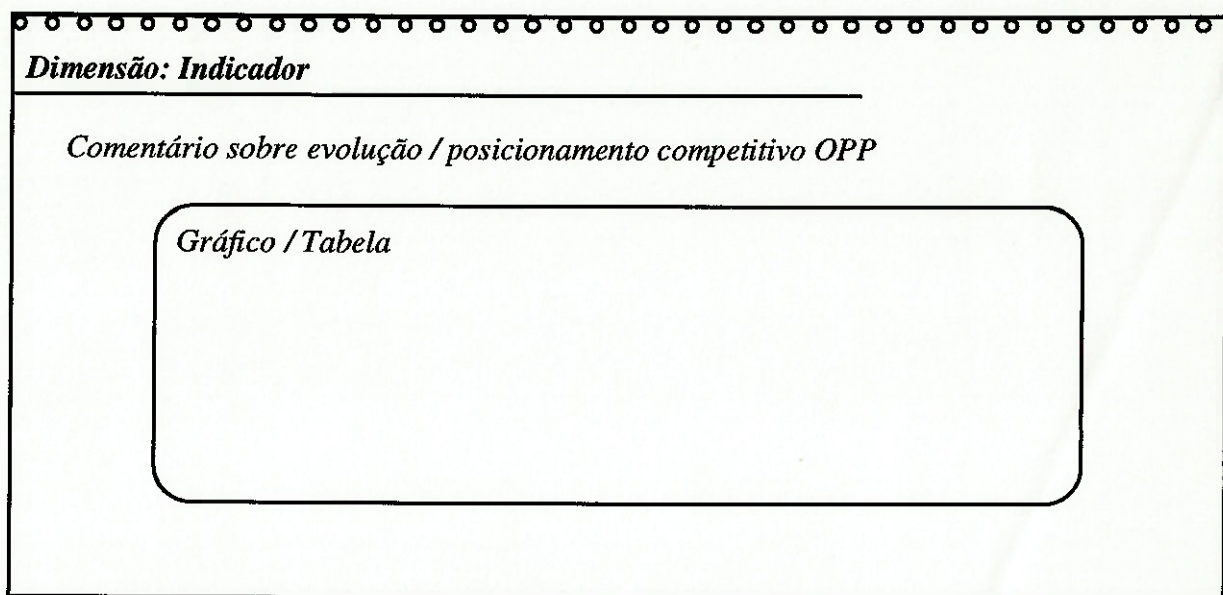 Dimensão: Indicador
Comentário sobre evolução / posicionamento competitivo OPP
Gráfico / Tabela